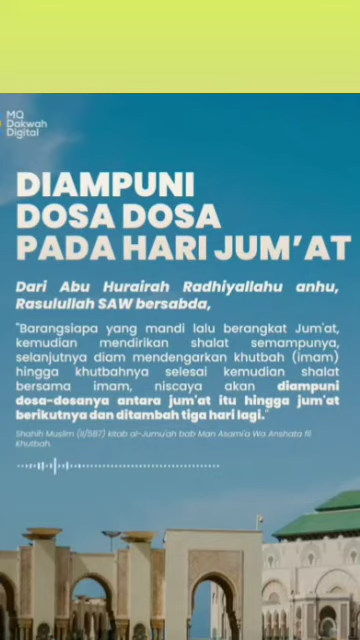 MQ
Dakwah
Digital
DIAMPUNI
DOSA DOSA
PADA HARI JUM'AT
Dari Abu Hurairah Radhiyallahu anhu,
Rasulullah SAW bersabda,
"Barangsiapa yang mandi lalu berangkat Jum'at,
kemudian mendirikan shalat semampunya,
selanjutnya diam mendengarkan khutbah (imam)
hingga khutbahnya selesai kemudian shalat
bersama imam, niscaya akan diampuni
dosa-dosanya antara jum'at itu hingga jum'at
berikutnya dan ditambah tiga hari lagi."
Shahih Muslim (II/587) kitab al-Jumu'ah bab Man Asami'a Wa Anshata fi
Khutbah.